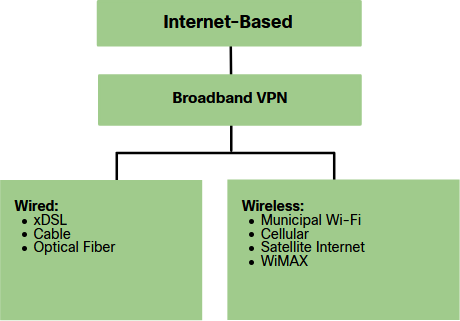 Internet-Based
Broadband VPN
Wired:
• xDSL
• Cable
• Optical Fiber
Wireless:
• Municipal Wi-Fi
• Cellular
• Satellite Internet
• WiMAX